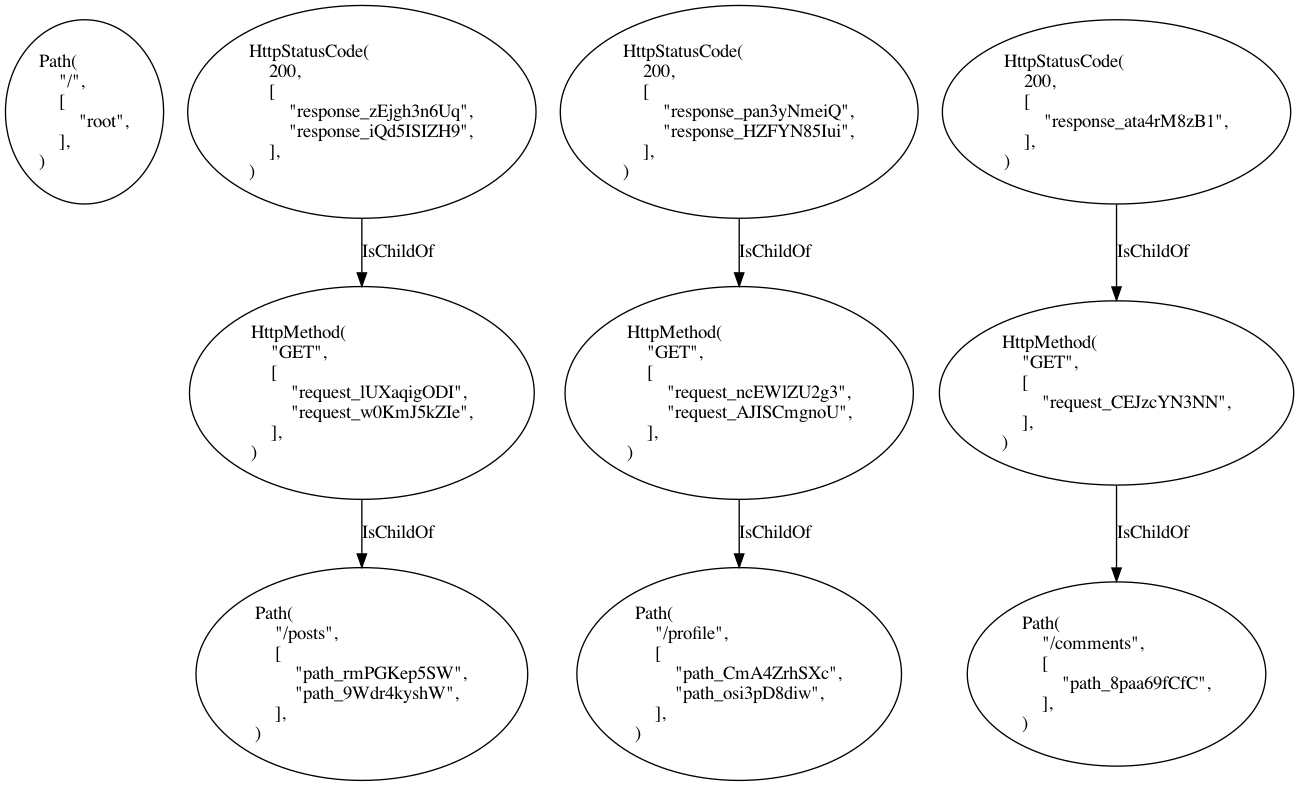 Path(
"/",
[
"root",
],
)
HttpStatusCode(
200,
[
"response_zEjgh3n6Uq",
"response_iQd5ISIZH9",
],
)
HttpStatusCode(
200,
[
"response_pan3yNmeiQ",
"response_HZFYN85Iui",
],
)
HttpStatusCode(
200,
[
"response_ata4rM8zB1",
],
)
IsChildOf
IsChildOf
IsChildOf
HttpMethod(
"GET",
[
"request_lUXaqigODI",
"request_w0KmJ5kZIe",
],
)
HttpMethod(
"GET",
[
"request_ncEWlZU2g3",
"request_AJISCmgnoU",
],
)
HttpMethod(
"GET",
[
"request_CEJzcYN3NN",
],
)
IsChildOf
IsChildOf
IsChildOf
Path(
"/posts",
[
"path_rmPGKep5SW",
"path_9Wdr4kyshW",
],
)
Path(
"/profile",
[
"path_CmA4ZrhSXc",
"path_osi3pD8diw",
],
)
Path(
"/comments",
[
"path_8paa69fCfC",
],
)